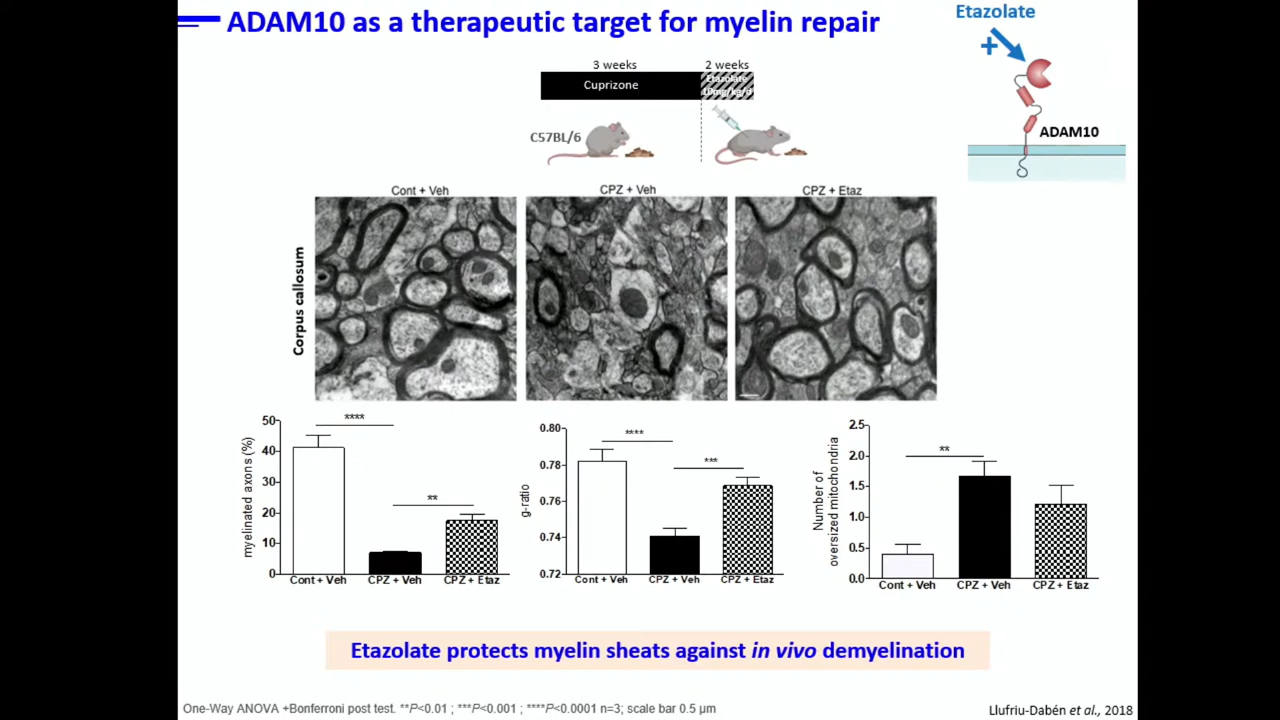 ADAM10 as a therapeutic target for myelin repair
Etazolate
+
ADAM10
3 weeks
2 weeks
Cuprizone
Etazolate
10mg/kg/d
C57BL/6
Cont + Veh
CPZ + Veh
CPZ + Etaz
Corpus callosum
myelinated axons (%)
50
40
30
20
10
0
****
**
Cont + Veh
CPZ + Veh
CPZ + Etaz
g-ratio
0.80
0.78
0.76
0.74
0.72
****
***
Cont + Veh
CPZ + Veh
CPZ + Etaz
Number of
oversized mitochondria
2.5
2.0
1.5
1.0
0.5
0.0
**
Cont + Veh
CPZ + Veh
CPZ + Etaz
Etazolate protects myelin sheats against in vivo demyelination
One-Way ANOVA +Bonferroni post test. **P<0.01 ; ***P<0.001 ; ****P<0.0001 n=3; scale bar 0.5 µm
Llufriu-Dabén et al., 2018